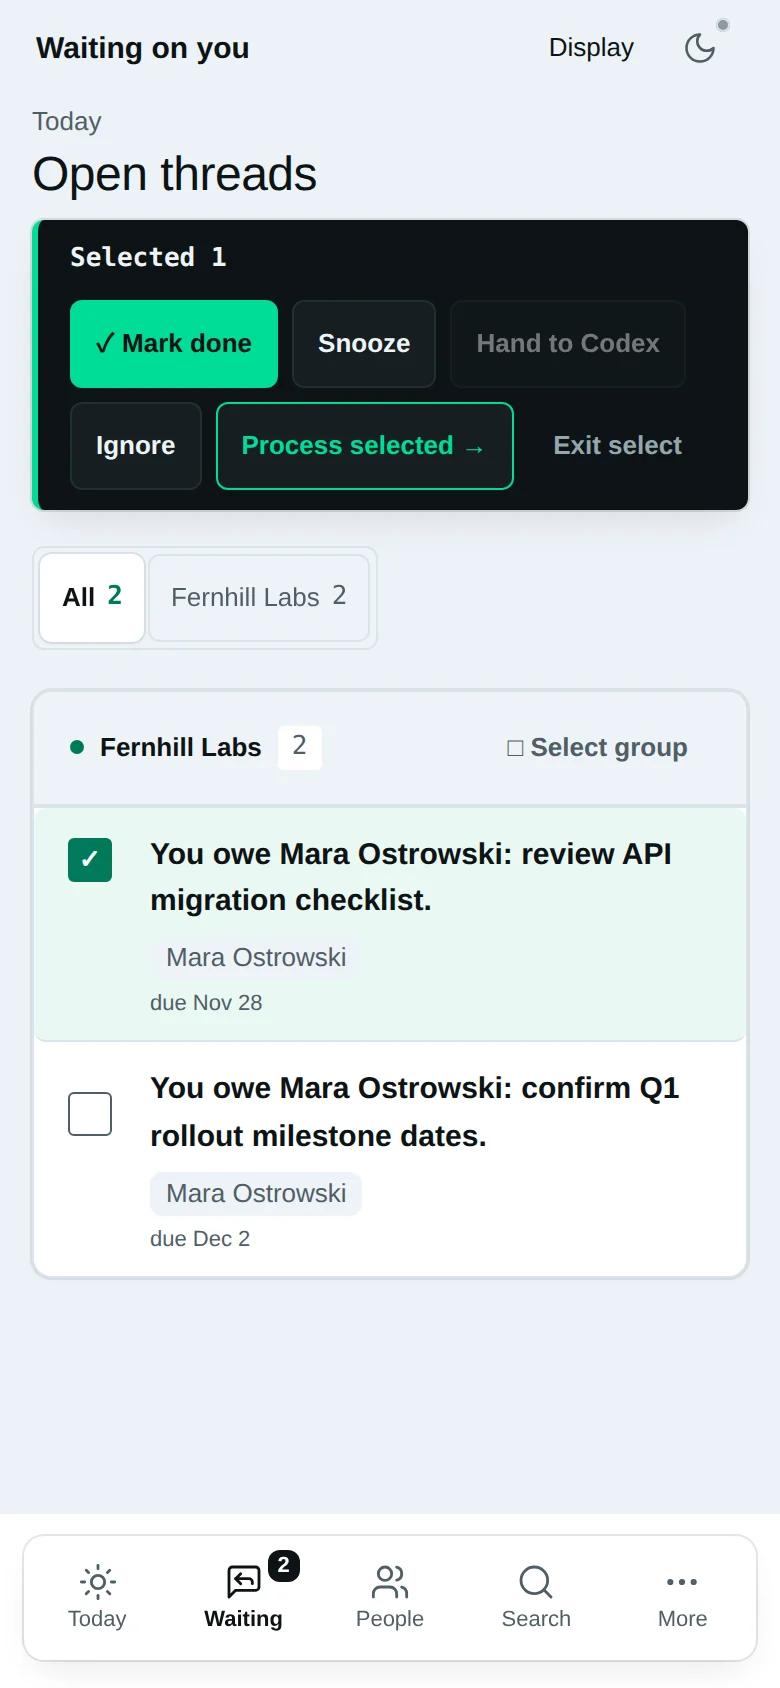 Waiting on you
Display
Today
Open threads
Selected 1
✓ Mark done
Snooze
Hand to Codex
Ignore
Process selected →
Exit select
All 2
Fernhill Labs 2
Fernhill Labs 2
□ Select group
You owe Mara Ostrowski: review API
migration checklist.
Mara Ostrowski
due Nov 28
You owe Mara Ostrowski: confirm Q1
rollout milestone dates.
Mara Ostrowski
due Dec 2
2
Today
Waiting
People
Search
More